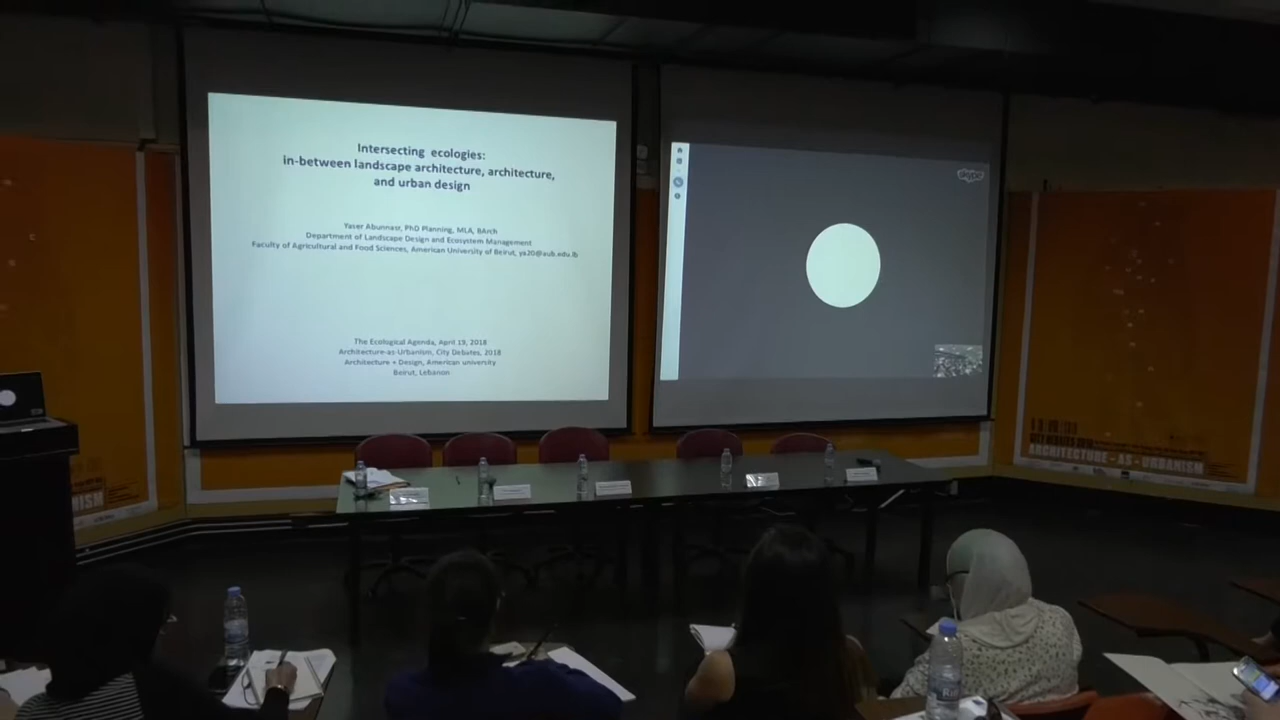 Intersecting ecologies:
in-between landscape architecture, architecture,
and urban design
Yaser Abunnasr, PhD Planning, MLA, BArch
Department of Landscape Design and Ecosystem Management
Faculty of Agricultural and Food Sciences, American University of Beirut, ya20@aub.edu.lb
The Ecological Agenda, April 19, 2018
Architecture-as-Urbanism, City Debates, 2018
Architecture + Design, American university
Beirut, Lebanon
skype
CITY DEBATES 2018
ARCHITECTURE-AS-URBANISM